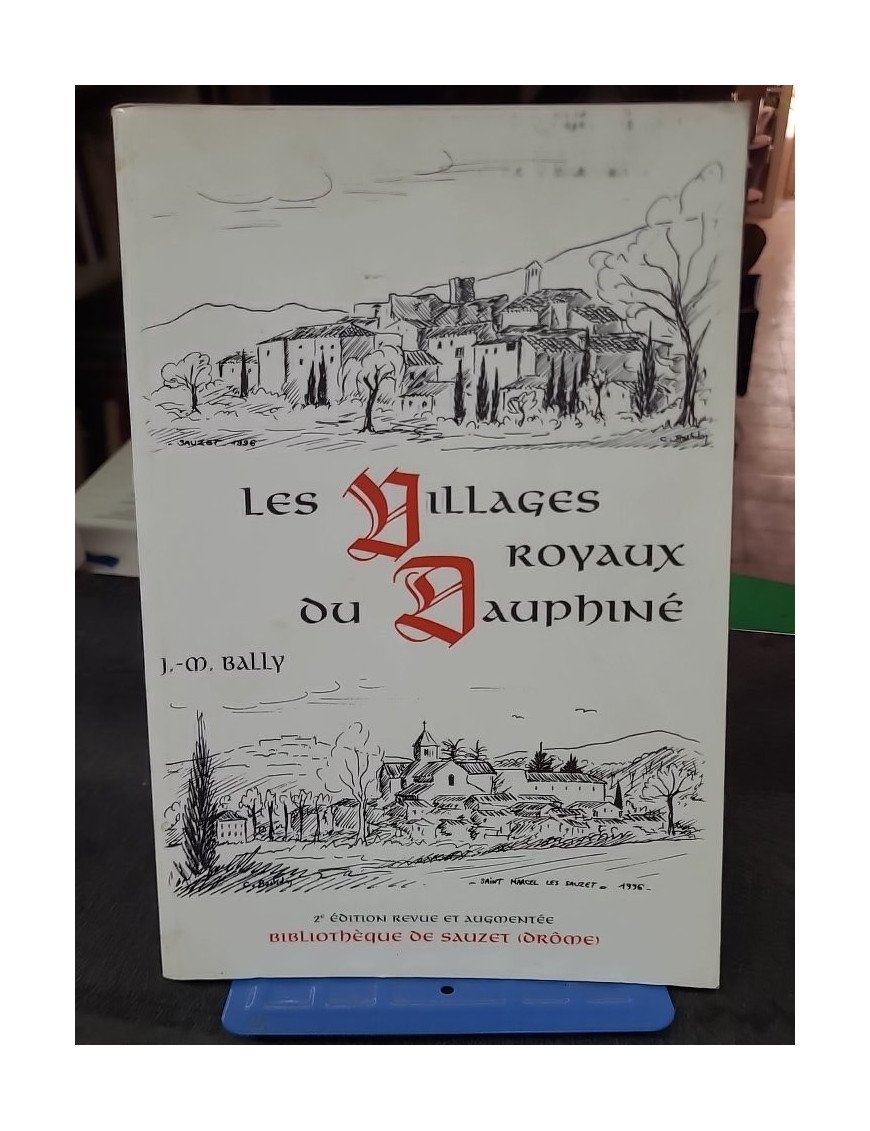 - SAUZET - 1996
LES VILLAGES
ROYAUX
DU DAUPHINÉ
J.-M. BALLY
- SAINT MARCEL LES SAUZET - 1996 -
2e ÉDITION REVUE ET AUGMENTÉE
BIBLIOTHÈQUE DE SAUZET (DRÔME)